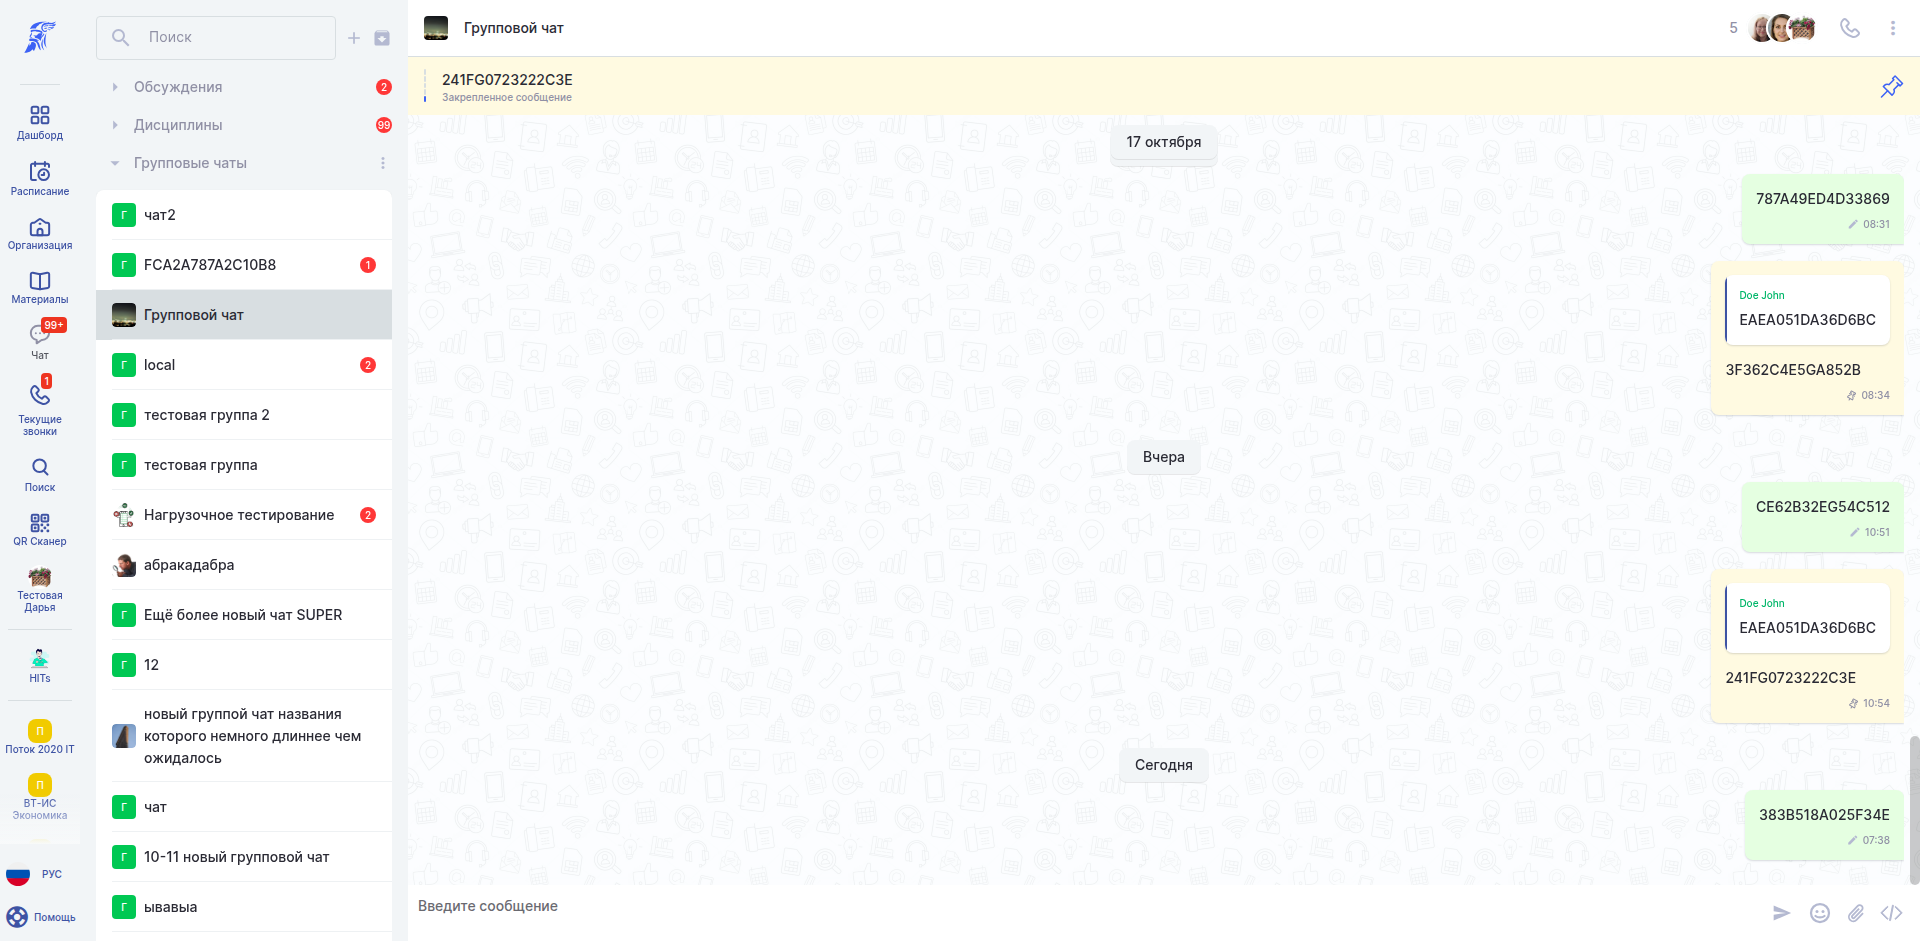 Дашборд
Расписание
Организация
Материалы
99+
Чат
1
Текущие
звонки
Поиск
QR Сканер
Тестовая
Дарья
HITs
П
Поток 2020 IT
П
ВТ-ИС
Экономика
РУС
Помощь
Поиск
Обсуждения 2
Дисциплины 99
Групповые чаты
Г чат2
Г FCA2A787A2C10B8 1
Групповой чат
Г local 2
Г тестовая группа 2
Г тестовая группа
Нагрузочное тестирование 2
абракадабра
Г Ещё более новый чат SUPER
Г 12
новый группой чат названия
которого немного длиннее чем
ожидалось
Г чат
Г 10-11 новый групповой чат
Г ывавыа
Групповой чат 5
241FG0723222C3E
Закрепленное сообщение
17 октября
787A49ED4D33869
08:31
Doe John
EAEA051DA36D6BC
3F362C4E5GA852B
08:34
Вчера
CE62B32EG54C512
10:51
Doe John
EAEA051DA36D6BC
241FG0723222C3E
10:54
Сегодня
383B518A025F34E
07:38
Введите сообщение